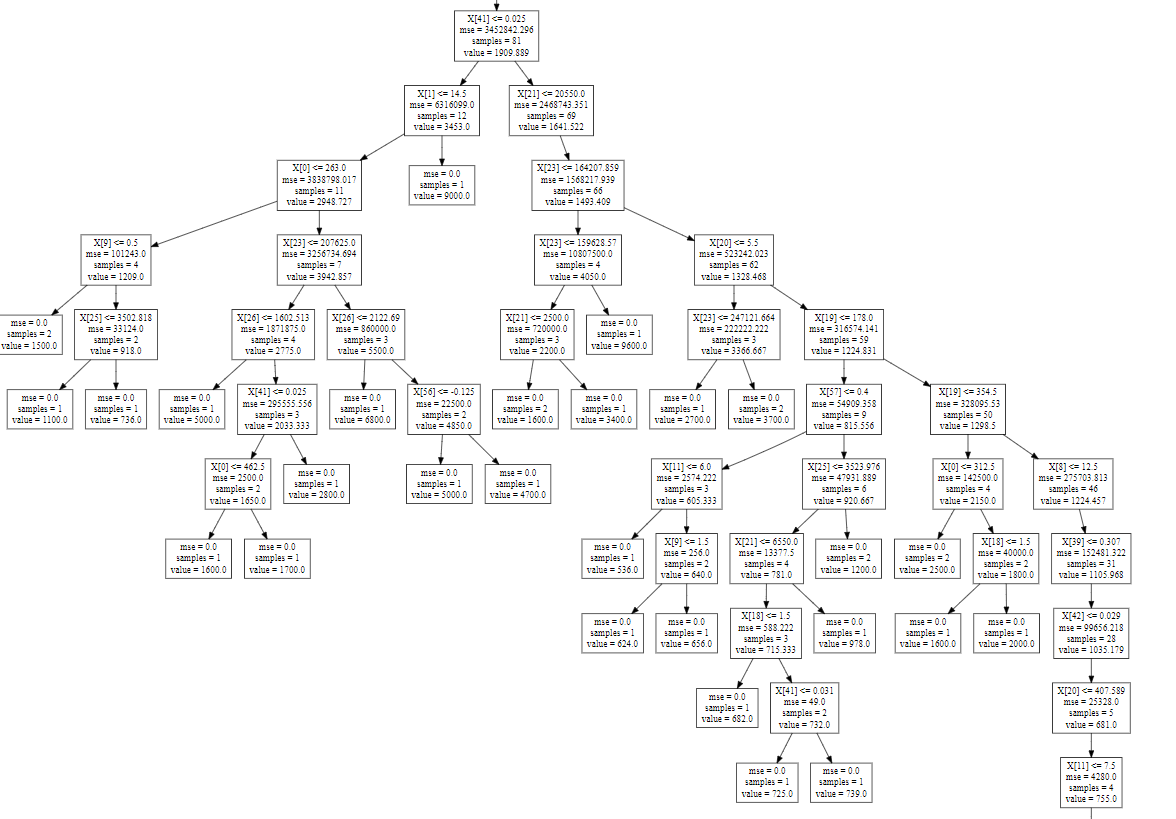 X[41] <= 0.025
mse = 3452842.296
samples = 81
value = 1909.889
X[1] <= 14.5
mse = 6316099.0
samples = 12
value = 3453.0
X[21] <= 20550.0
mse = 2468743.351
samples = 69
value = 1641.522
X[0] <= 263.0
mse = 3838798.017
samples = 11
value = 2948.727
mse = 0.0
samples = 1
value = 9000.0
X[23] <= 164207.859
mse = 1568217.939
samples = 66
value = 1493.409
X[9] <= 0.5
mse = 101243.0
samples = 4
value = 1209.0
X[23] <= 207625.0
mse = 3256734.694
samples = 7
value = 3942.857
X[23] <= 159628.57
mse = 10807500.0
samples = 4
value = 4050.0
X[20] <= 5.5
mse = 523242.023
samples = 62
value = 1328.468
mse = 0.0
samples = 2
value = 1500.0
X[25] <= 3502.818
mse = 33124.0
samples = 2
value = 918.0
X[26] <= 1602.513
mse = 1871875.0
samples = 4
value = 2775.0
X[26] <= 2122.69
mse = 860000.0
samples = 3
value = 5500.0
X[21] <= 2500.0
mse = 720000.0
samples = 3
value = 2200.0
mse = 0.0
samples = 1
value = 9600.0
X[23] <= 247121.664
mse = 222222.222
samples = 3
value = 3366.667
X[19] <= 178.0
mse = 316574.141
samples = 59
value = 1224.831
mse = 0.0
samples = 1
value = 1100.0
mse = 0.0
samples = 1
value = 736.0
mse = 0.0
samples = 1
value = 5000.0
X[41] <= 0.025
mse = 295555.556
samples = 3
value = 2033.333
mse = 0.0
samples = 1
value = 6800.0
X[56] <= -0.125
mse = 22500.0
samples = 2
value = 4850.0
mse = 0.0
samples = 2
value = 1600.0
mse = 0.0
samples = 1
value = 3400.0
mse = 0.0
samples = 1
value = 2700.0
mse = 0.0
samples = 2
value = 3700.0
X[57] <= 0.4
mse = 54909.358
samples = 9
value = 815.556
X[19] <= 354.5
mse = 328095.53
samples = 50
value = 1298.5
X[0] <= 462.5
mse = 2500.0
samples = 2
value = 1650.0
mse = 0.0
samples = 1
value = 2800.0
mse = 0.0
samples = 1
value = 5000.0
mse = 0.0
samples = 1
value = 4700.0
X[11] <= 6.0
mse = 2574.222
samples = 3
value = 605.333
X[25] <= 3523.976
mse = 47931.889
samples = 6
value = 920.667
X[0] <= 312.5
mse = 142500.0
samples = 4
value = 2150.0
X[8] <= 12.5
mse = 275703.813
samples = 46
value = 1224.457
mse = 0.0
samples = 1
value = 1600.0
mse = 0.0
samples = 1
value = 1700.0
mse = 0.0
samples = 1
value = 536.0
X[9] <= 1.5
mse = 256.0
samples = 2
value = 640.0
X[21] <= 6550.0
mse = 13377.5
samples = 4
value = 781.0
mse = 0.0
samples = 2
value = 1200.0
mse = 0.0
samples = 2
value = 2500.0
X[18] <= 1.5
mse = 40000.0
samples = 2
value = 1800.0
X[39] <= 0.307
mse = 152481.322
samples = 31
value = 1105.968
mse = 0.0
samples = 1
value = 624.0
mse = 0.0
samples = 1
value = 656.0
X[18] <= 1.5
mse = 588.222
samples = 3
value = 715.333
mse = 0.0
samples = 1
value = 978.0
mse = 0.0
samples = 1
value = 1600.0
mse = 0.0
samples = 1
value = 2000.0
X[42] <= 0.029
mse = 99656.218
samples = 28
value = 1035.179
mse = 0.0
samples = 1
value = 682.0
X[41] <= 0.031
mse = 49.0
samples = 2
value = 732.0
X[20] <= 407.589
mse = 25328.0
samples = 5
value = 681.0
mse = 0.0
samples = 1
value = 725.0
mse = 0.0
samples = 1
value = 739.0
X[11] <= 7.5
mse = 4280.0
samples = 4
value = 755.0